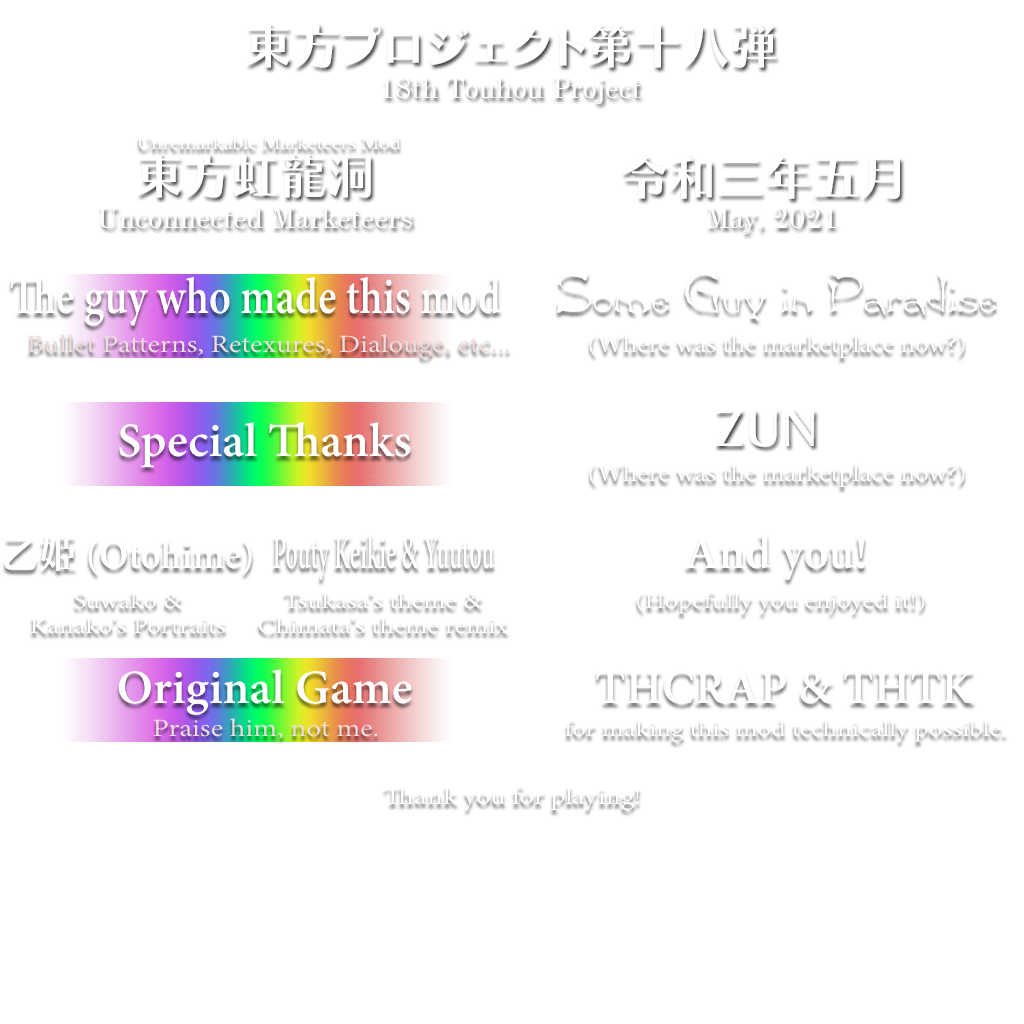 東方プロジェクト第十八弾
18th Touhou Project
Unremarkable Marketeers Mod
東方虹龍洞
Unconnected Marketeers
令和三年五月
May, 2021
The guy who made this mod
Bullet Patterns, Retexures, Dialouge, etc...
Some Guy in Paradise
(Where was the marketplace now?)
Special Thanks
ZUN
(Where was the marketplace now?)
乙姫 (Otohime)
Suwako &
Kanako's Portraits
Pouty Keikie & Yuutou
Tsukasa's theme &
Chimata's theme remix
And you!
(Hopefully you enjoyed it!)
Original Game
Praise him, not me.
THCRAP & THTK
for making this mod technically possible.
Thank you for playing!